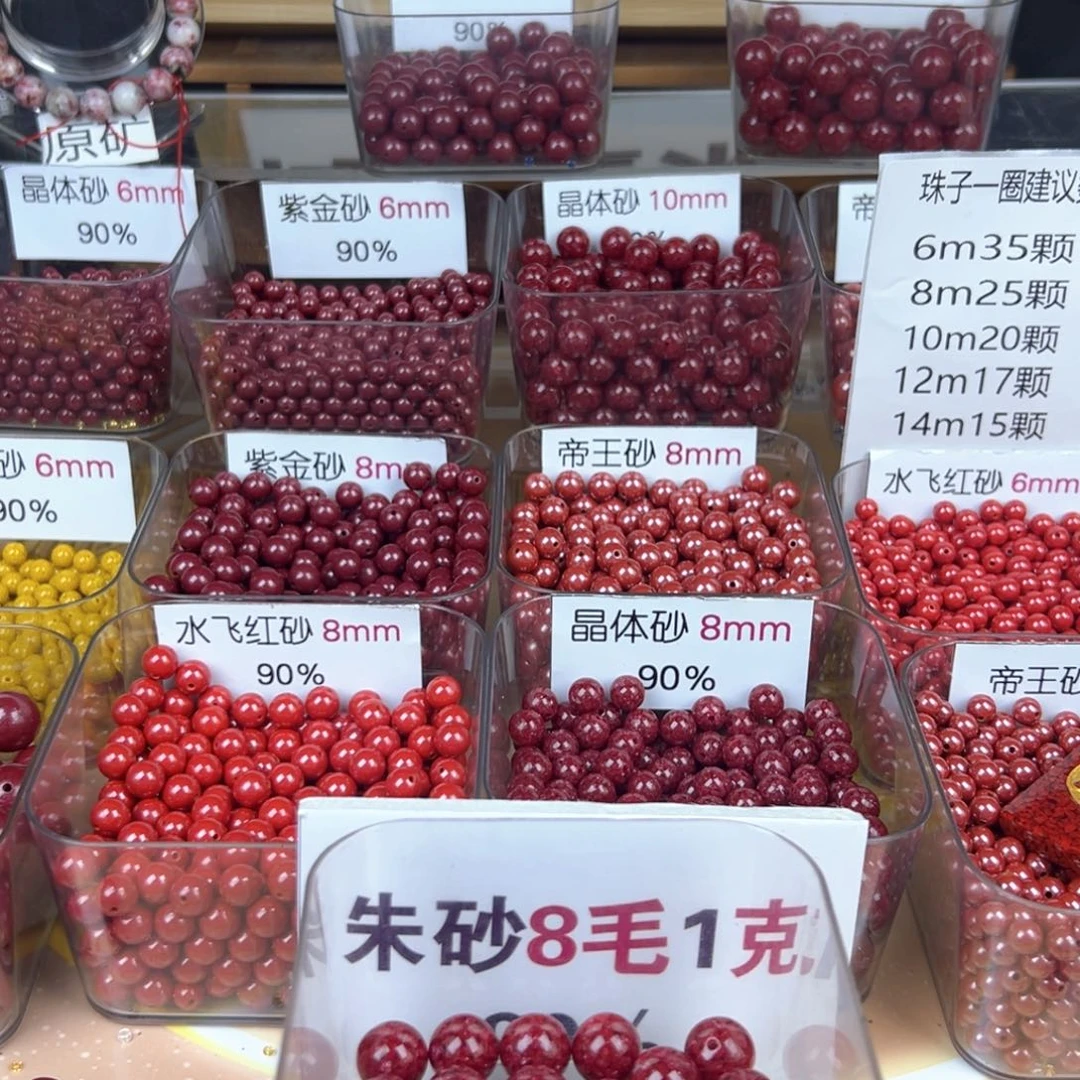 90%
原矿
晶体砂 6mm
90%
紫金砂 6mm
90%
晶体砂 10mm
珠子一圈建议
6m35颗
8m25颗
10m20颗
12m17颗
14m15颗
砂 6mm
90%
紫金砂 8mm
帝王砂 8mm
水飞红砂 6mm
水飞红砂 8mm
90%
晶体砂 8mm
90%
帝王砂
朱砂8毛1克